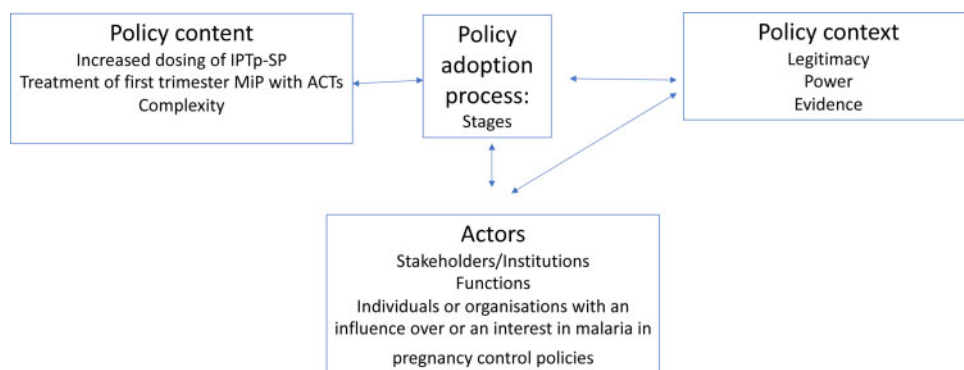 Policy content
Increased dosing of IPTp-SP
Treatment of first trimester MiP with ACTs
Complexity
Policy
adoption
process:
Stages
Policy context
Legitimacy
Power
Evidence
Actors
Stakeholders/Institutions
Functions
Individuals or organisations with an
influence over or an interest in malaria in
pregnancy control policies